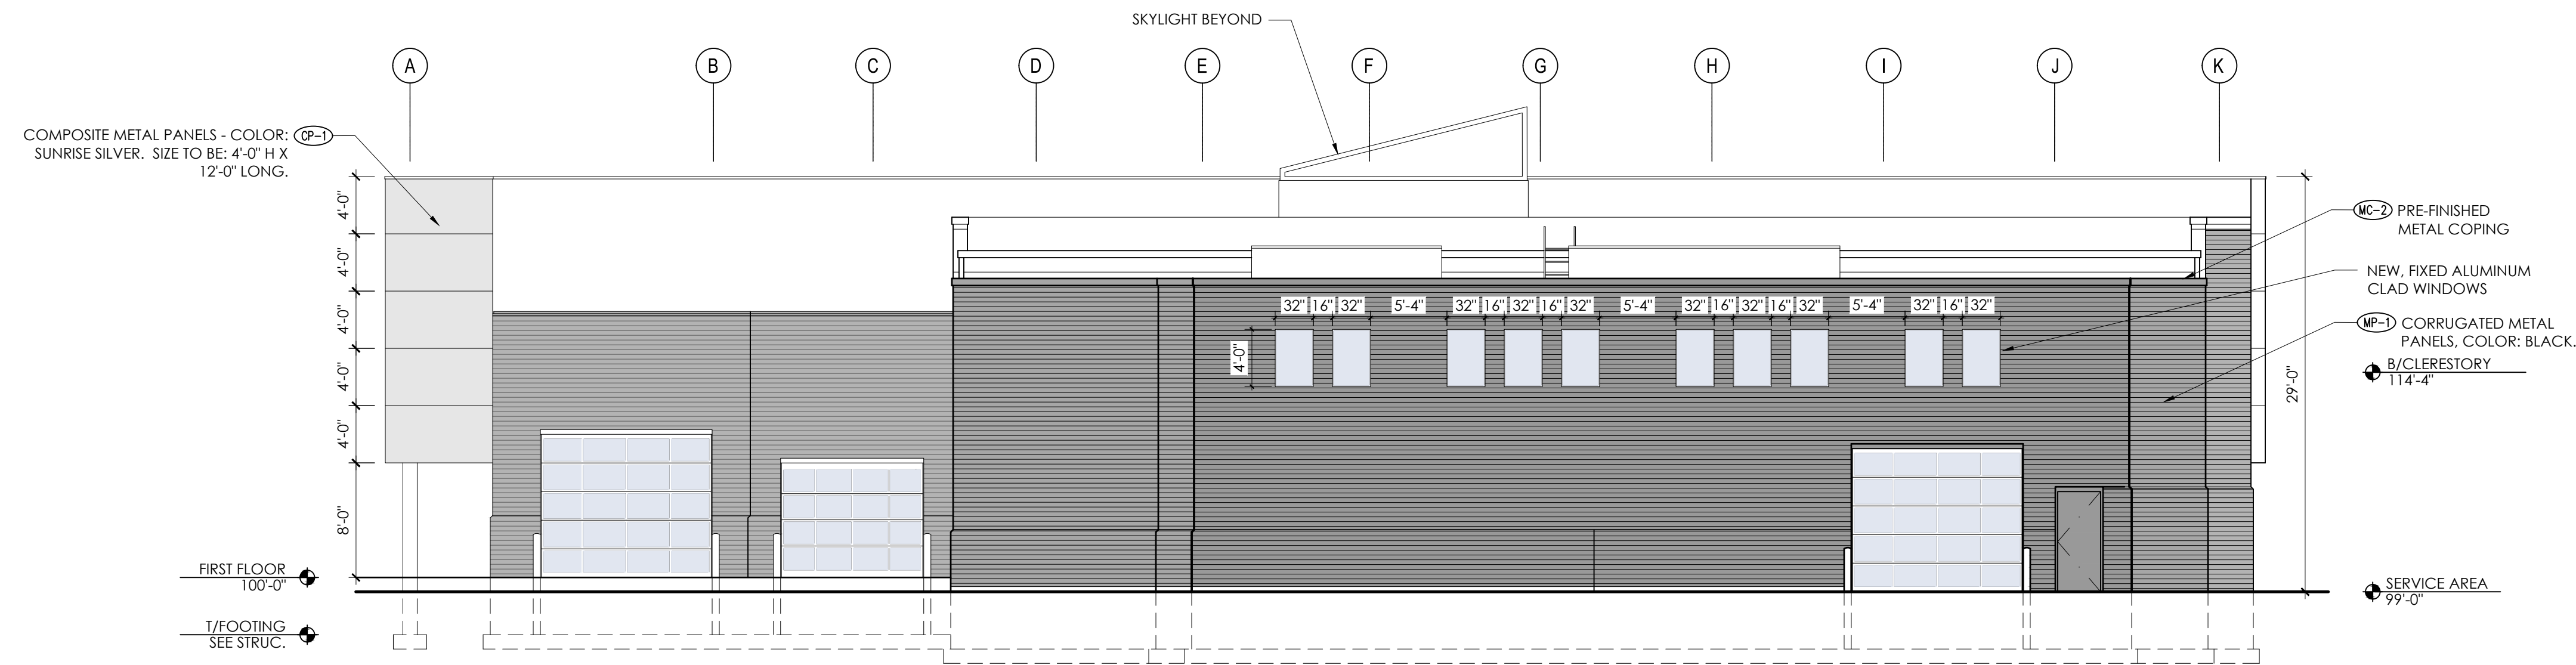 SKYLIGHT BEYOND
A
B
C
D
E
F
G
H
I
J
K
COMPOSITE METAL PANELS - COLOR: CP-1
SUNRISE SILVER.  SIZE TO BE: 4'-0" H X
12'-0" LONG.
4'-0"
4'-0"
4'-0"
4'-0"
4'-0"
8'-0"
FIRST FLOOR
100'-0"
T/FOOTING
SEE STRUC.
32" 16" 32" 5'-4" 32" 16" 32" 16" 32" 5'-4" 32" 16" 32" 16" 32" 5'-4" 32" 16" 32"
4'-0"
MC-2 PRE-FINISHED
METAL COPING
NEW, FIXED ALUMINUM
CLAD WINDOWS
MP-1 CORRUGATED METAL
PANELS, COLOR: BLACK.
B/CLERESTORY
114'-4"
29'-0"
SERVICE AREA
99'-0"